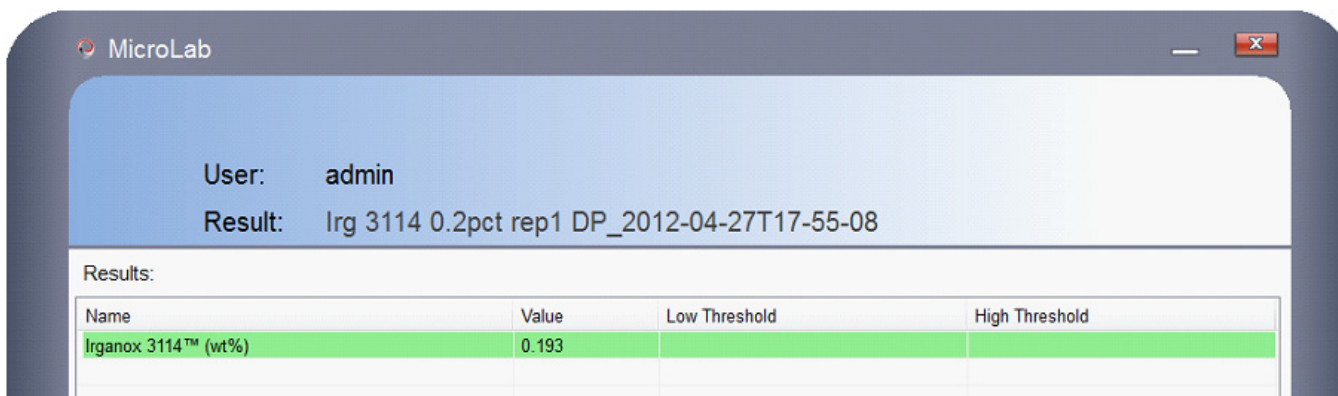 MicroLab
User: admin
Result: Irg 3114 0.2pct rep1 DP_2012-04-27T17-55-08
Results:
Name Value Low Threshold High Threshold
Irganox 3114™ (wt%) 0.193